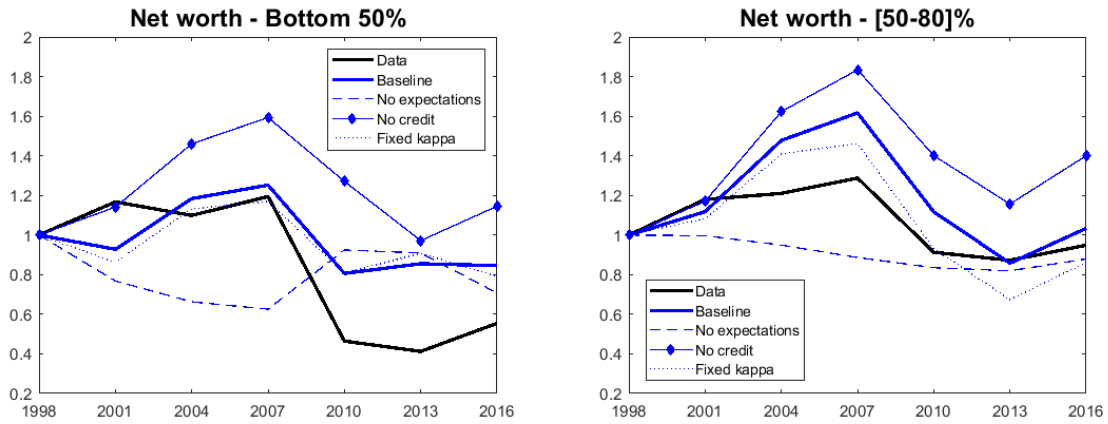 Net worth - Bottom 50%
2
1.8
1.6
1.4
1.2
1
0.8
0.6
0.4
0.2
1998 2001 2004 2007 2010 2013 2016
Data
Baseline
No expectations
No credit
Fixed kappa
Net worth - [50-80]%
2
1.8
1.6
1.4
1.2
1
0.8
0.6
0.4
0.2
1998 2001 2004 2007 2010 2013 2016
Data
Baseline
No expectations
No credit
Fixed kappa